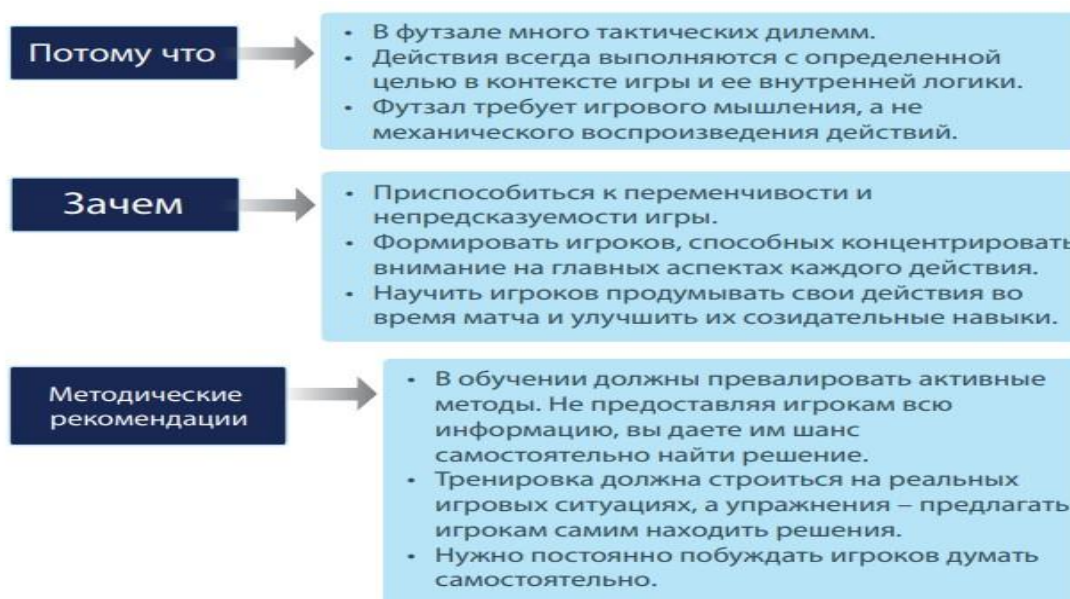 Потому что
• В футзале много тактических дилемм.
• Действия всегда выполняются с определенной
целью в контексте игры и ее внутренней логики.
• Футзал требует игрового мышления, а не
механического воспроизведения действий.
Зачем
• Приспособиться к переменчивости и
непредсказуемости игры.
• Формировать игроков, способных концентрировать
внимание на главных аспектах каждого действия.
• Научить игроков продумывать свои действия во
время матча и улучшить их созидательные навыки.
Методические
рекомендации
• В обучении должны превалировать активные
методы. Не предоставляя игрокам всю
информацию, вы даете им шанс
самостоятельно найти решение.
• Тренировка должна строиться на реальных
игровых ситуациях, а упражнения – предлагать
игрокам самим находить решения.
• Нужно постоянно побуждать игроков думать
самостоятельно.